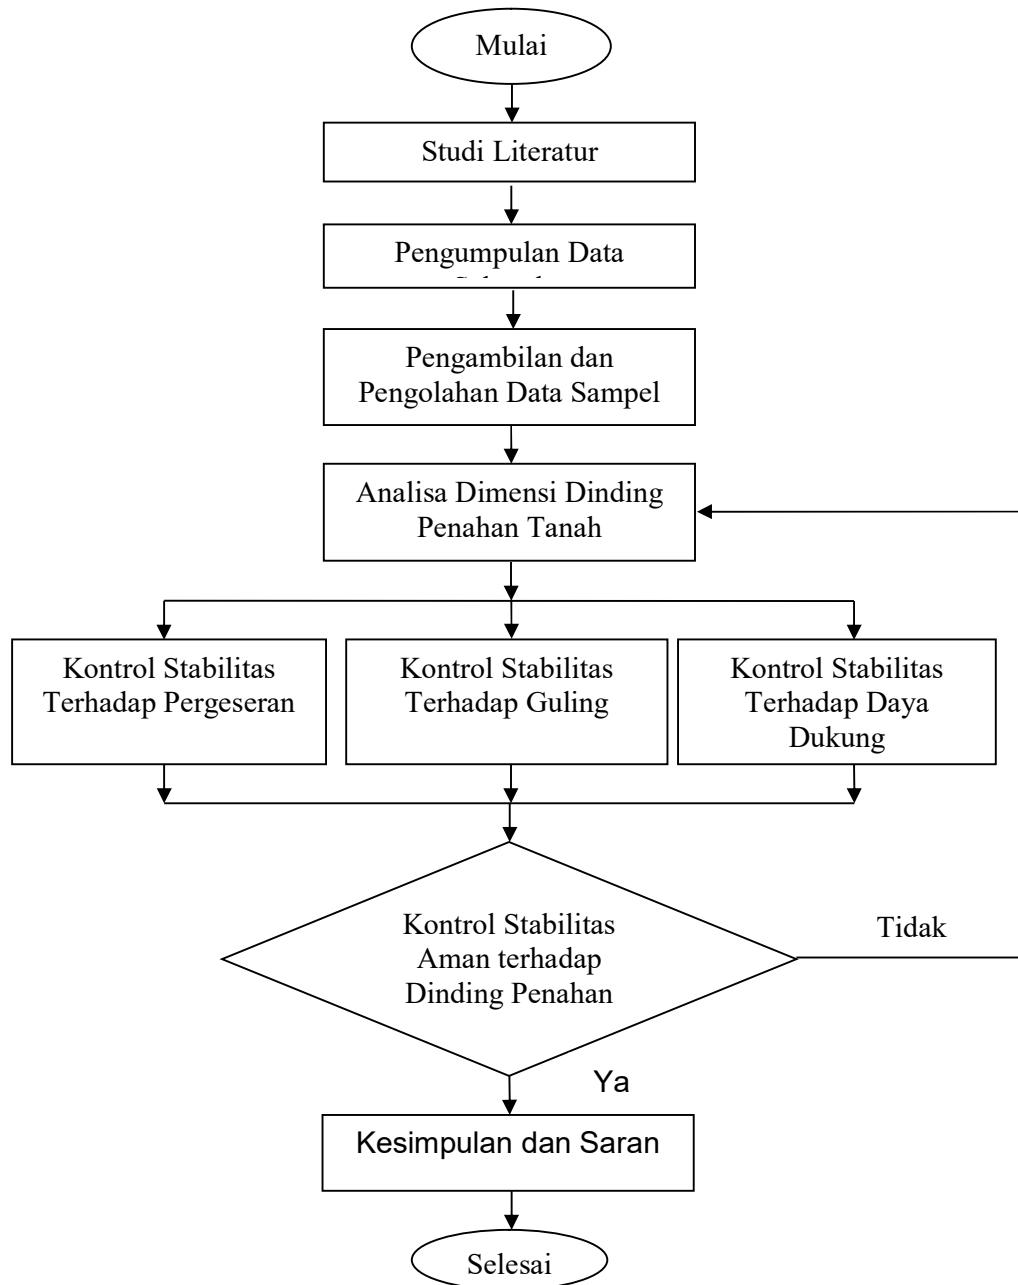 Mulai
Studi Literatur
Pengumpulan Data
Pengambilan dan
Pengolahan Data Sampel
Analisa Dimensi Dinding
Penahan Tanah
Kontrol Stabilitas
Terhadap Pergeseran
Kontrol Stabilitas
Terhadap Guling
Kontrol Stabilitas
Terhadap Daya
Dukung
Kontrol Stabilitas
Aman terhadap
Dinding Penahan
Tidak
Ya
Kesimpulan dan Saran
Selesai